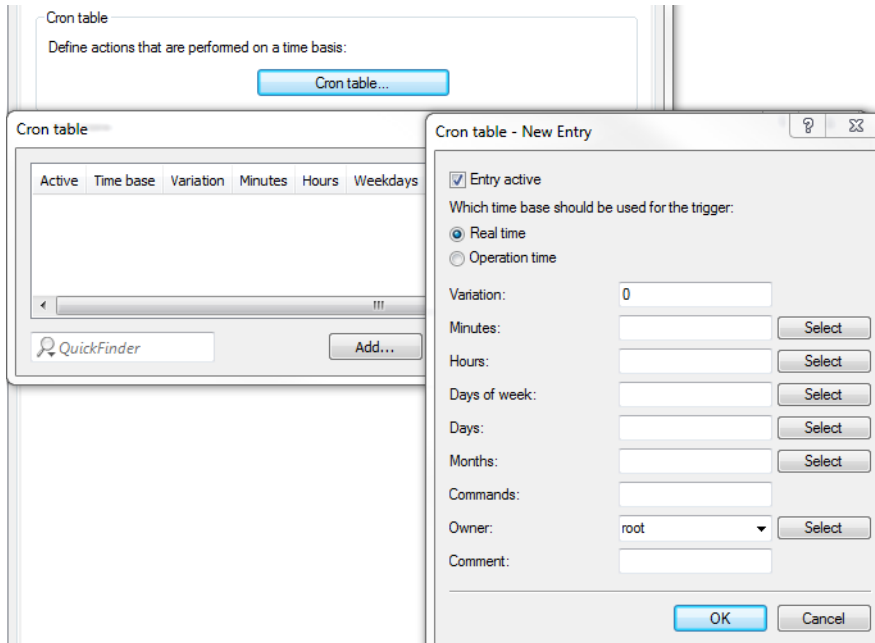 Cron table
Define actions that are performed on a time basis:
Cron table...
Cron table
Active Time base Variation Minutes Hours Weekdays
QuickFinder
Add...
Cron table - New Entry
Entry active
Which time base should be used for the trigger:
Real time
Operation time
Variation: 0
Minutes: Select
Hours: Select
Days of week: Select
Days: Select
Months: Select
Commands:
Owner: root Select
Comment:
OK Cancel